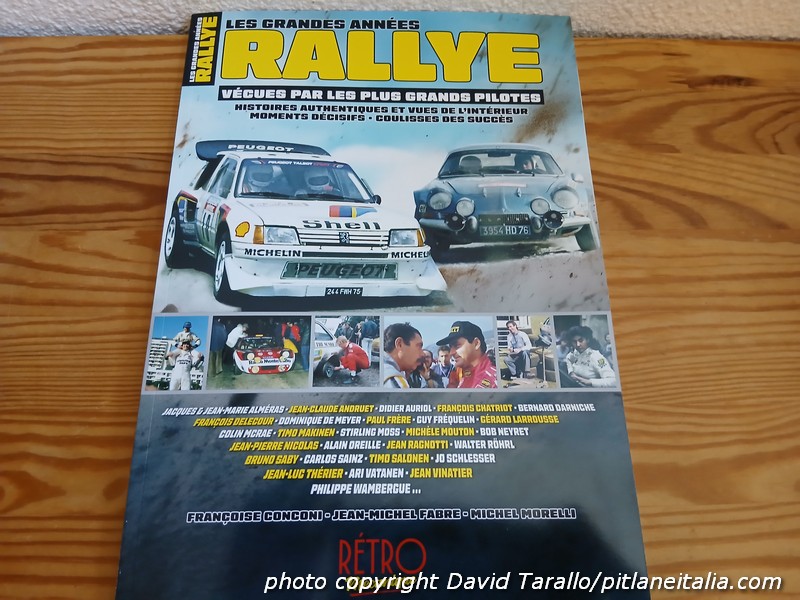 LES GRANDES ANNÉES
RALLYE
LES GRANDES ANNÉES
RALLYE
VÉCUES PAR LES PLUS GRANDS PILOTES
HISTOIRES AUTHENTIQUES ET VUES DE L'INTÉRIEUR
MOMENTS DÉCISIFS • COULISSES DES SUCCÈS
PEUGEOT
PEUGEOT TALBOT
Shell
MICHELIN
MICHELI
PEUGEOT
244 FWH 75
3954 HD 76
JACQUES & JEAN-MARIE ALMÉRAS • JEAN-CLAUDE ANDRUET • DIDIER AURIOL • FRANÇOIS CHATRIOT • BERNARD DARNICHE
FRANÇOIS DELECOUR • DOMINIQUE DE MEYER • PAUL FRÈRE • GUY FRÉQUELIN • GÉRARD LARROUSSE
COLIN MCRAE • TIMO MAKINEN • STIRLING MOSS • MICHÈLE MOUTON • BOB NEYRET
JEAN-PIERRE NICOLAS • ALAIN OREILLE • JEAN RAGNOTTI • WALTER RÖHRL
BRUNO SABY • CARLOS SAINZ • TIMO SALONEN • JO SCHLESSER
JEAN-LUC THÉRIER • ARI VATANEN • JEAN VINATIER
PHILIPPE WAMBERGUE ...
FRANÇOISE CONCONI • JEAN-MICHEL FABRE • MICHEL MORELLI
RÉTRO
photo copyright David Tarallo/pitlaneitalia.com